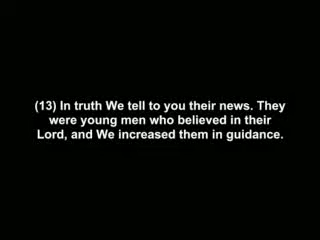 (13) In truth We tell to you their news. They
were young men who believed in their
Lord, and We increased them in guidance.